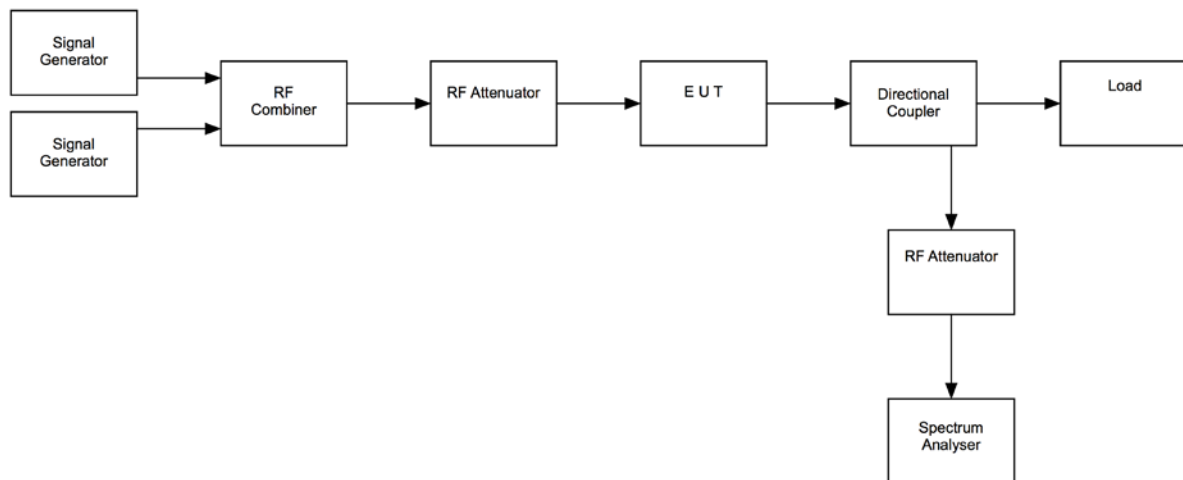 Signal
Generator
Signal
Generator
RF
Combiner
RF Attenuator
E U T
Directional
Coupler
Load
RF Attenuator
Spectrum
Analyser